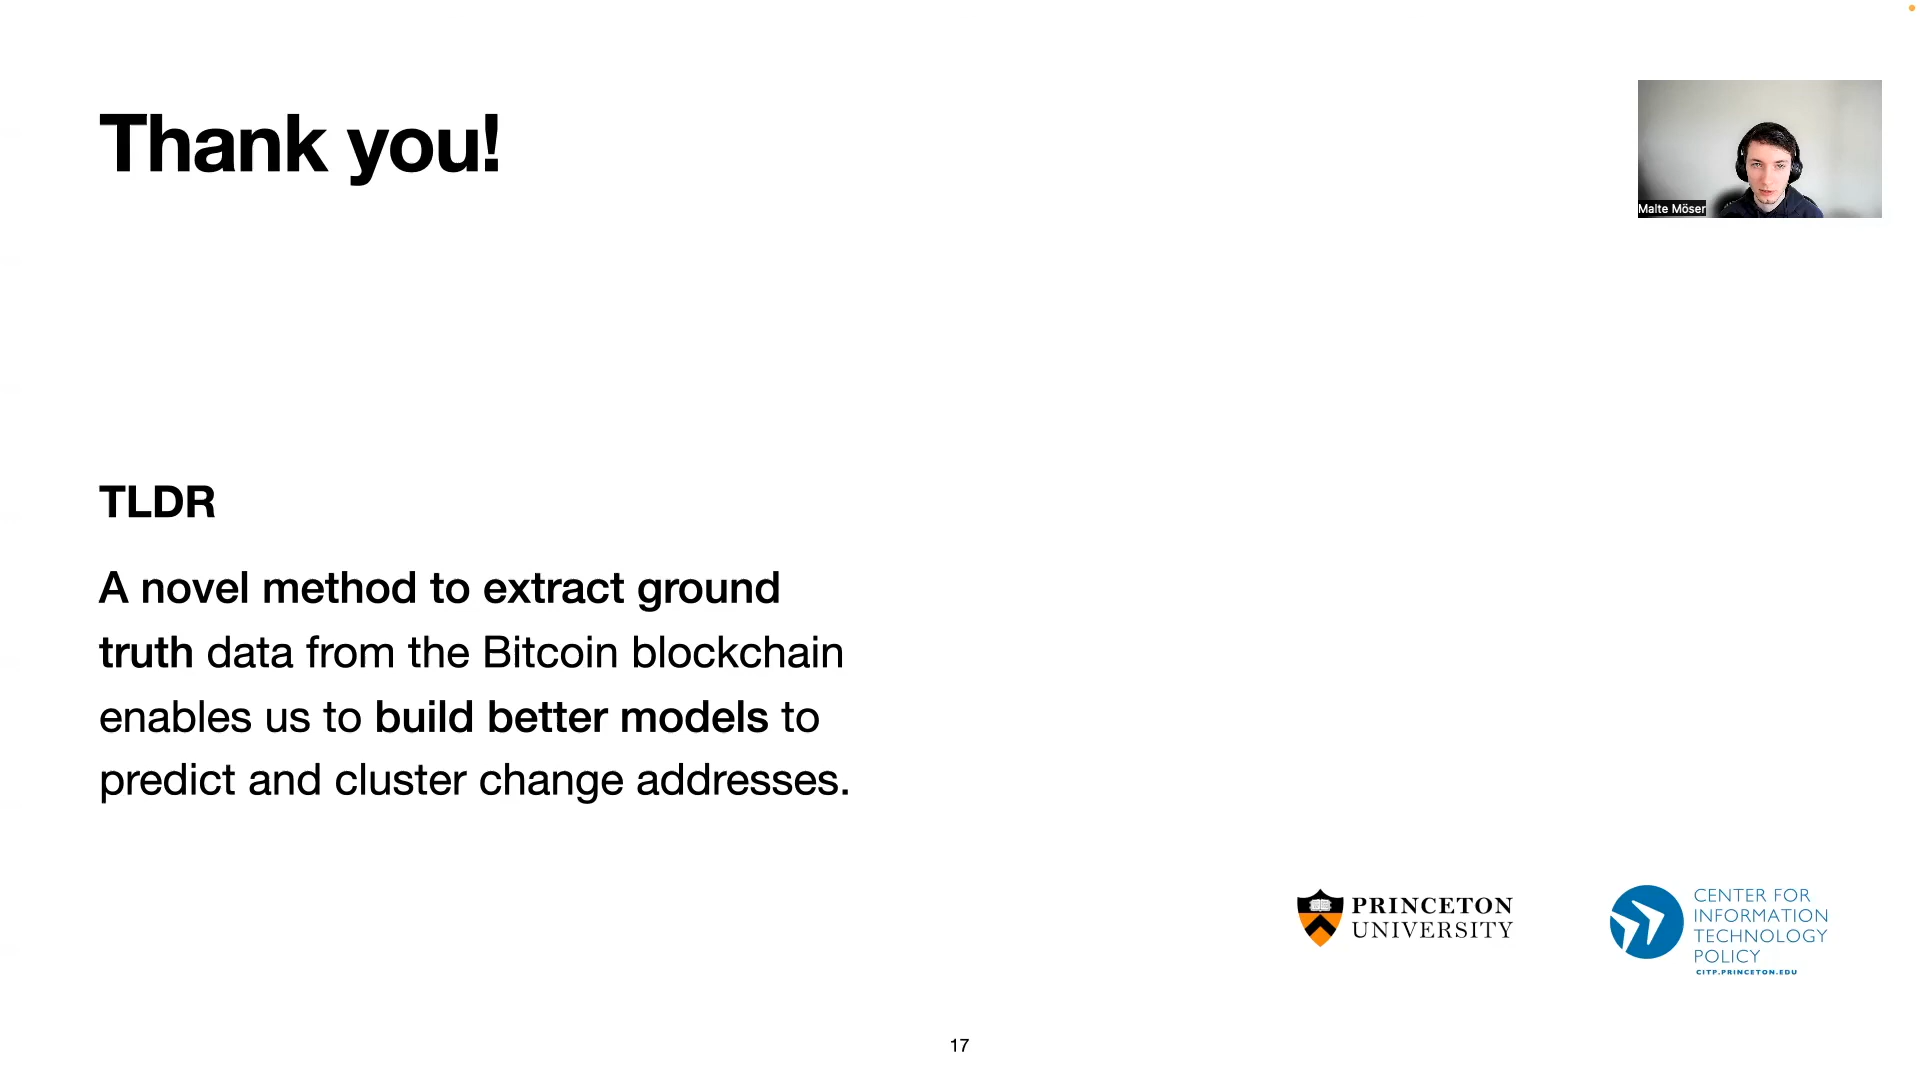 Thank you!
Malte Möser
TLDR
A novel method to extract ground
truth data from the Bitcoin blockchain
enables us to build better models to
predict and cluster change addresses.
PRINCETON
UNIVERSITY
CENTER FOR
INFORMATION
TECHNOLOGY
POLICY
CITP.PRINCETON.EDU
17